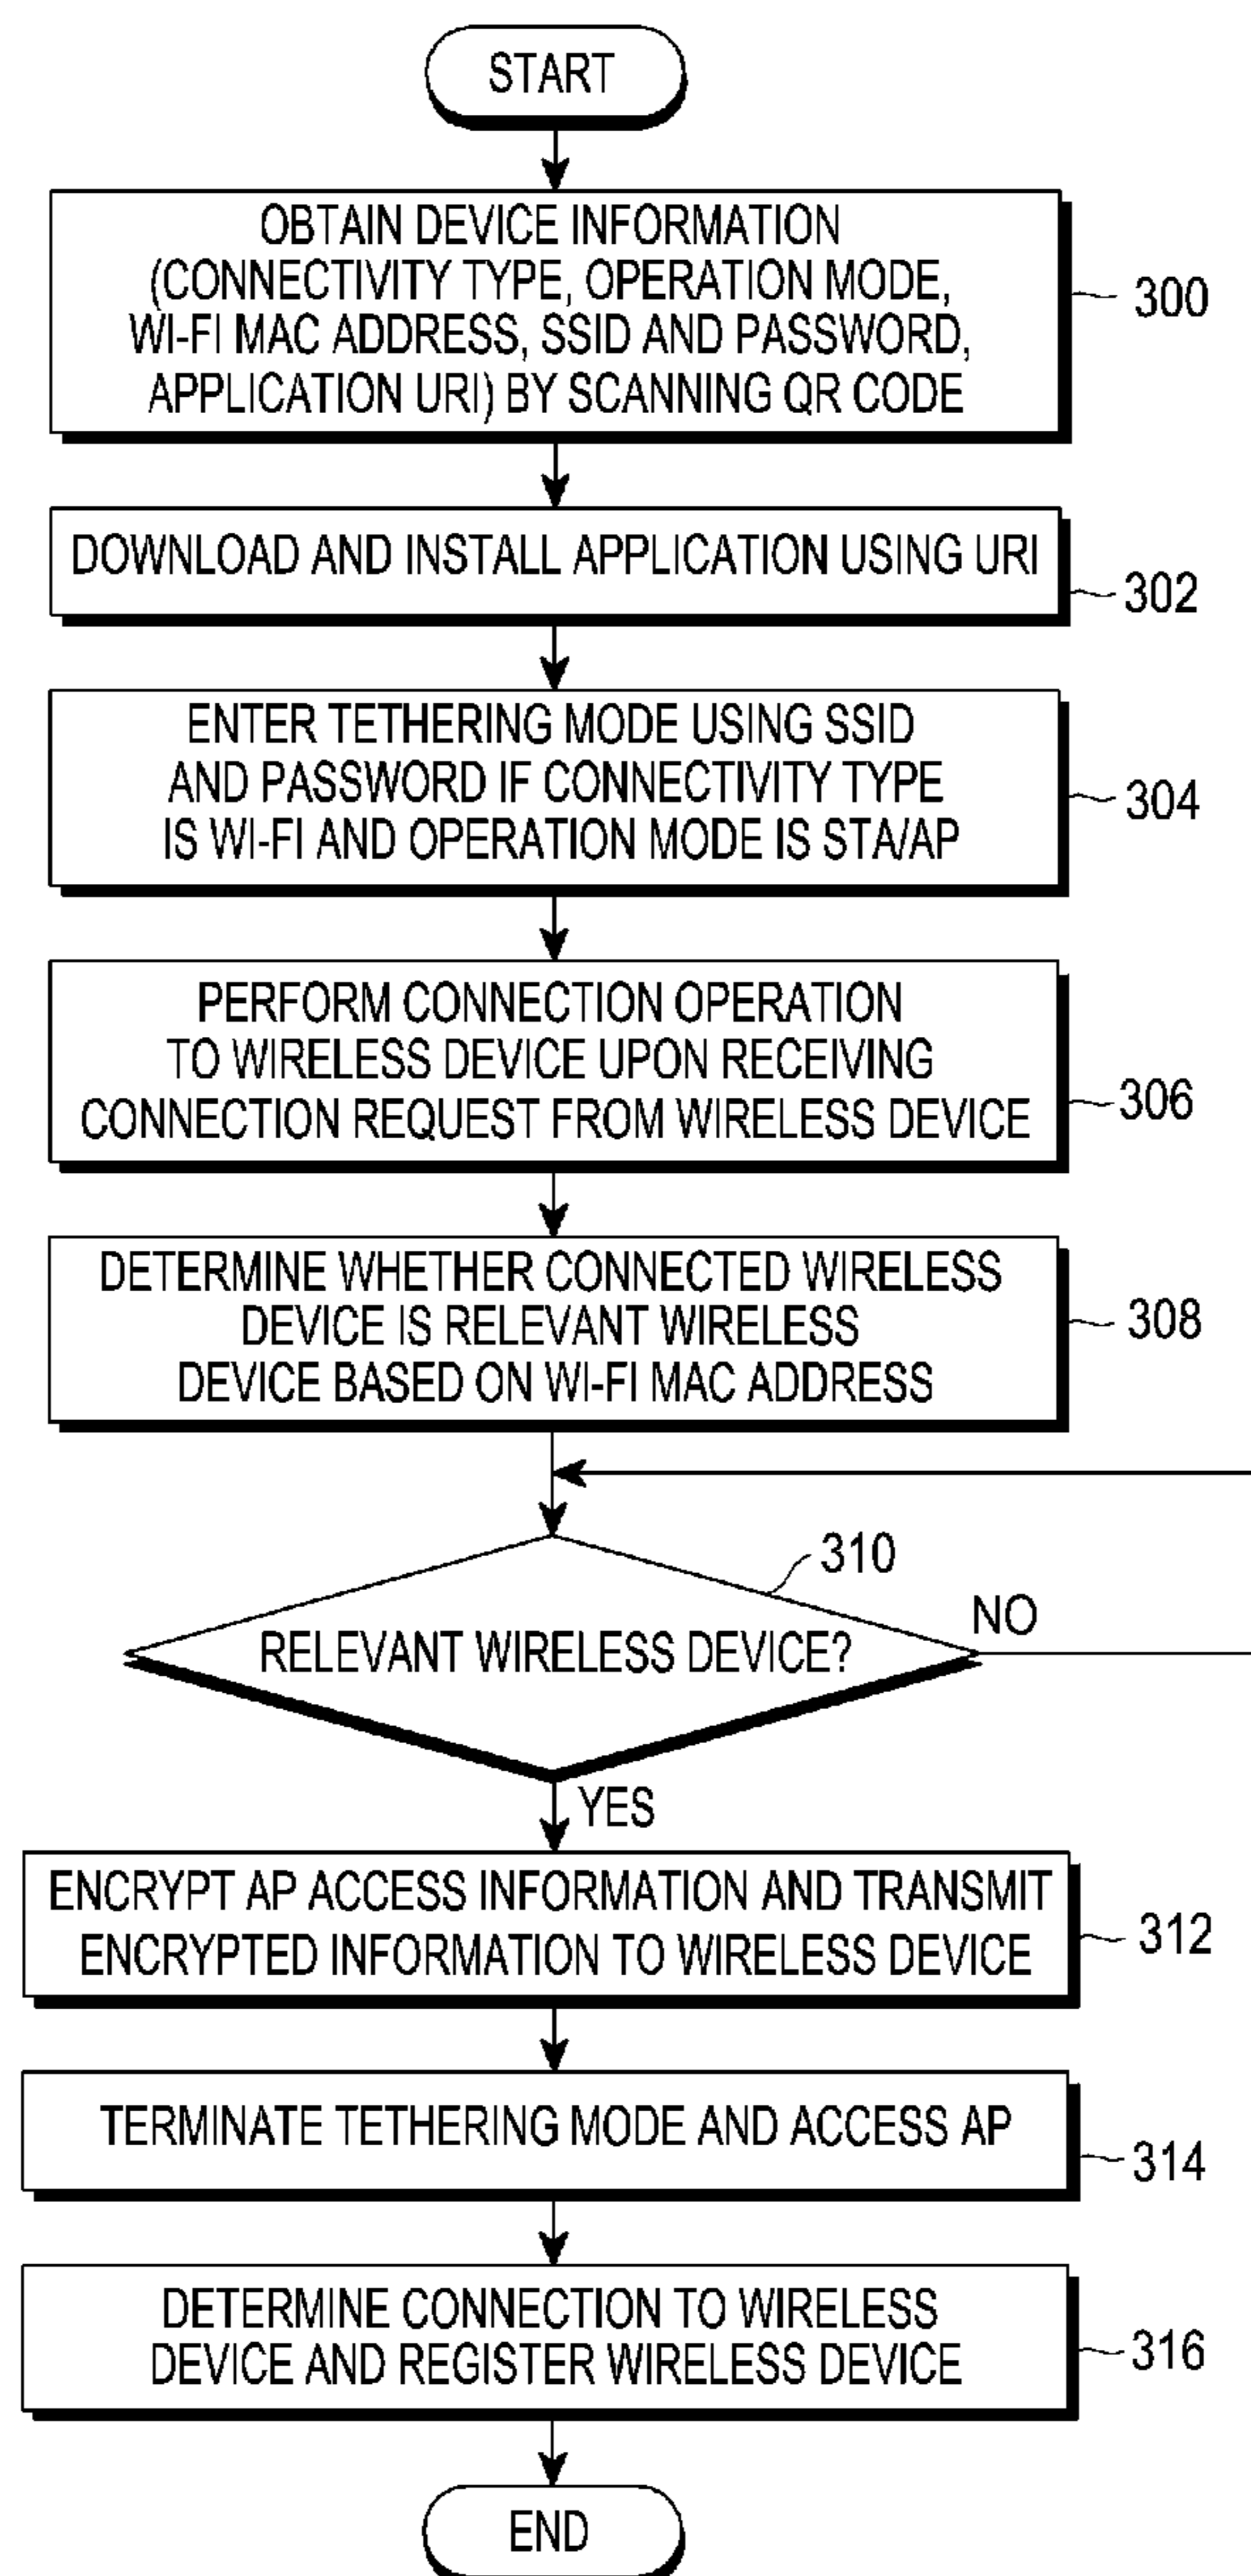 START
OBTAIN DEVICE INFORMATION
(CONNECTIVITY TYPE, OPERATION MODE,
WI-FI MAC ADDRESS, SSID AND PASSWORD,
APPLICATION URI) BY SCANNING QR CODE
300
DOWNLOAD AND INSTALL APPLICATION USING URI
302
ENTER TETHERING MODE USING SSID
AND PASSWORD IF CONNECTIVITY TYPE
IS WI-FI AND OPERATION MODE IS STA/AP
304
PERFORM CONNECTION OPERATION
TO WIRELESS DEVICE UPON RECEIVING
CONNECTION REQUEST FROM WIRELESS DEVICE
306
DETERMINE WHETHER CONNECTED WIRELESS
DEVICE IS RELEVANT WIRELESS
DEVICE BASED ON WI-FI MAC ADDRESS
308
310
RELEVANT WIRELESS DEVICE?
NO
YES
ENCRYPT AP ACCESS INFORMATION AND TRANSMIT
ENCRYPTED INFORMATION TO WIRELESS DEVICE
312
TERMINATE TETHERING MODE AND ACCESS AP
314
DETERMINE CONNECTION TO WIRELESS
DEVICE AND REGISTER WIRELESS DEVICE
316
END